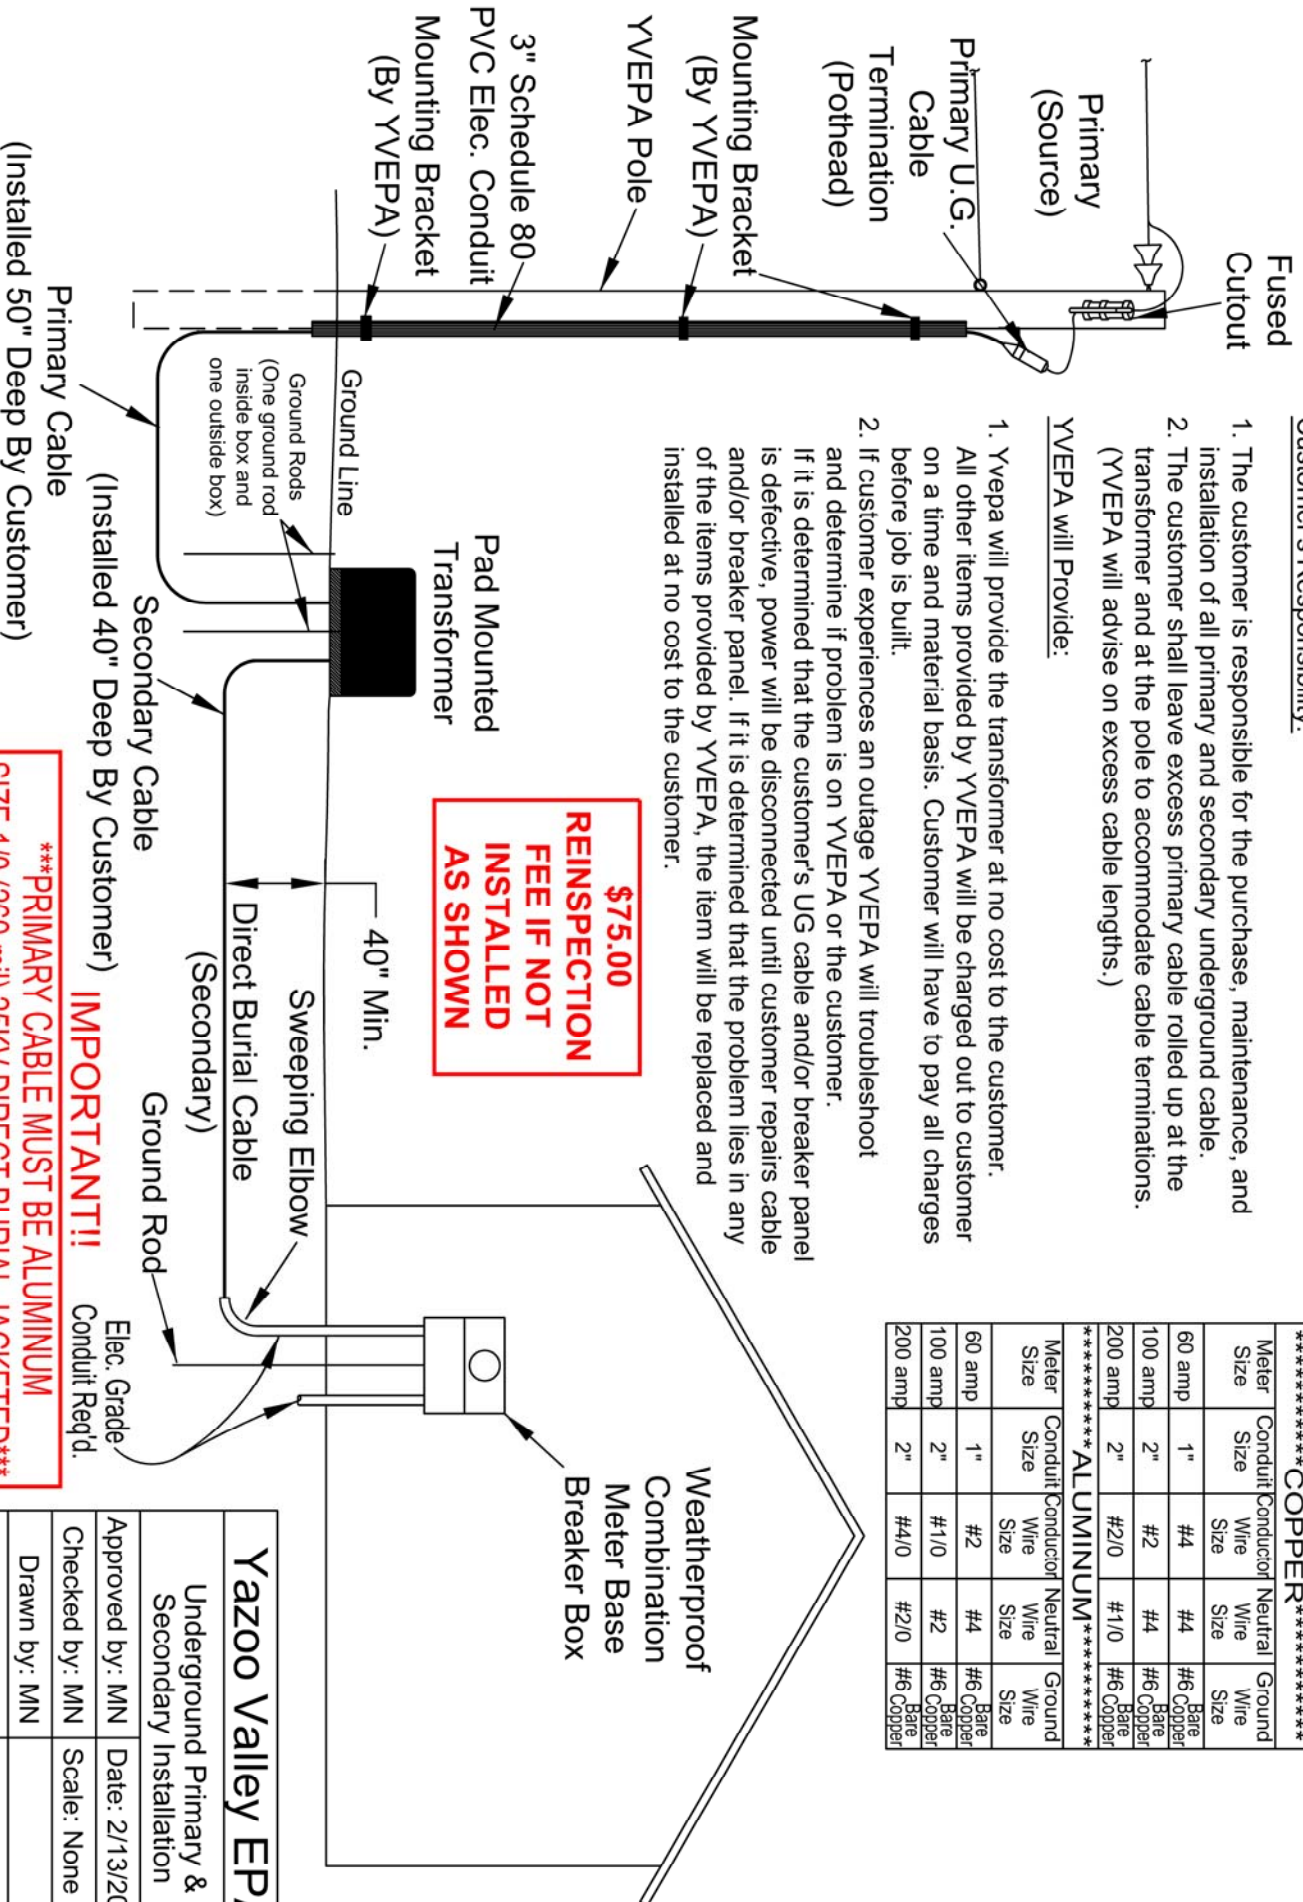 Customer's Responsibility:
1. The customer is responsible for the purchase, maintenance, and
installation of all primary and secondary underground cable.
2. The customer shall leave excess primary cable rolled up at the
transformer and at the pole to accommodate cable terminations.
(YVEPA will advise on excess cable lengths.)
YVEPA will Provide:
1. Yvepa will provide the transformer at no cost to the customer.
All other items provided by YVEPA will be charged out to customer
on a time and material basis. Customer will have to pay all charges
before job is built.
2. If customer experiences an outage YVEPA will troubleshoot
and determine if problem is on YVEPA or the customer.
If it is determined that the customer's UG cable and/or breaker panel
is defective, power will be disconnected until customer repairs cable
and/or breaker panel. If it is determined that the problem lies in any
of the items provided by YVEPA, the item will be replaced and
installed at no cost to the customer.
**********COPPER**********
Meter Size Conduit Size Conductor Wire Size Neutral Wire Size Ground Wire Size
60 amp 1" #4 #4 #6 Bare Copper
100 amp 2" #2 #4 #6 Bare Copper
200 amp 2" #2/0 #1/0 #6 Bare Copper
**********ALUMINUM**********
Meter Size Conduit Size Conductor Wire Size Neutral Wire Size Ground Wire Size
60 amp 1" #2 #4 #6 Bare Copper
100 amp 2" #1/0 #2 #6 Bare Copper
200 amp 2" #4/0 #2/0 #6 Bare Copper
Fused
Cutout
Primary
(Source)
Primary U.G.
Cable
Termination
(Pothead)
Mounting Bracket
(By YVEPA)
YVEPA Pole
3" Schedule 80
PVC Elec. Conduit
Mounting Bracket
(By YVEPA)
Ground Line
Ground Rods
(One ground rod
inside box and
one outside box)
Primary Cable
(Installed 50" Deep By Customer)
Pad Mounted
Transformer
Secondary Cable
(Installed 40" Deep By Customer)
$75.00
REINSPECTION
FEE IF NOT
INSTALLED
AS SHOWN
40" Min.
Direct Burial Cable
(Secondary)
Sweeping Elbow
Ground Rod
Elec. Grade
Conduit Req'd.
Weatherproof
Combination
Meter Base
Breaker Box
IMPORTANT!!
***PRIMARY CABLE MUST BE ALUMINUM
SIZE 1/0 (260 mil) 25KV DIRECT BURIAL JACKETED***
Yazoo Valley EPA
Underground Primary &
Secondary Installation
Approved by: MN Date: 2/13/20
Checked by: MN Scale: None
Drawn by: MN